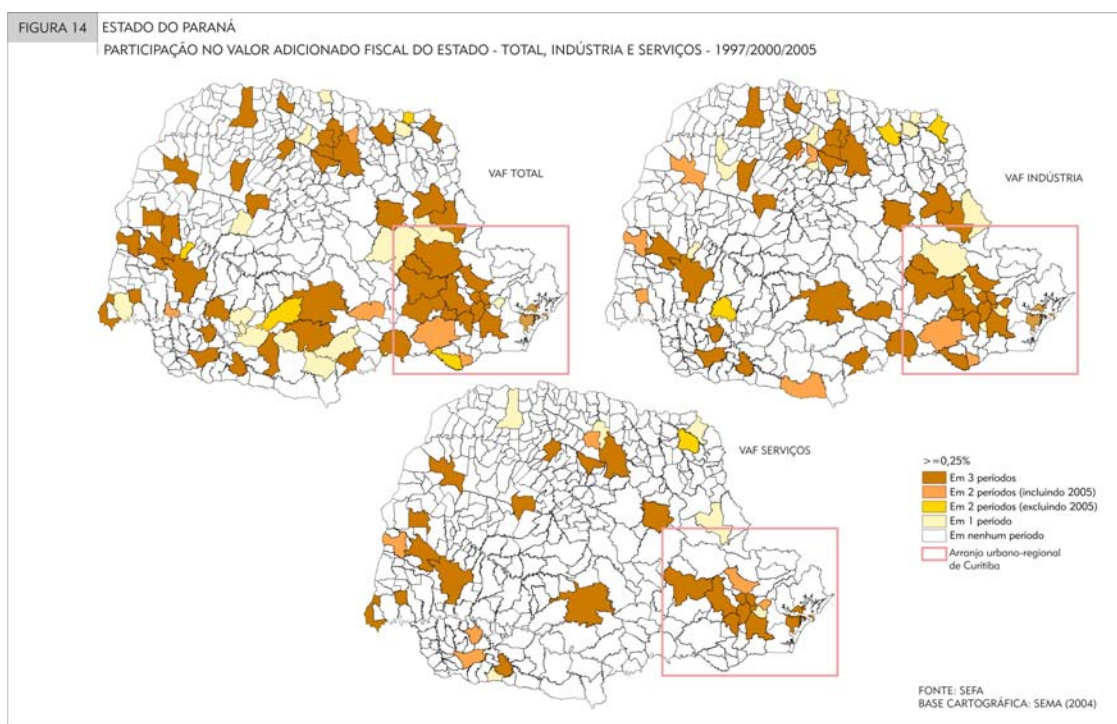 FIGURA 14
ESTADO DO PARANÁ
PARTICIPAÇÃO NO VALOR ADICIONADO FISCAL DO ESTADO - TOTAL, INDÚSTRIA E SERVIÇOS - 1997/2000/2005
VAF TOTAL
VAF INDÚSTRIA
VAF SERVIÇOS
>=0,25%
Em 3 períodos
Em 2 períodos (incluindo 2005)
Em 2 períodos (excluindo 2005)
Em 1 período
Em nenhum período
Arranjo urbano-regional
de Curitiba
FONTE: SEFA
BASE CARTOGRÁFICA: SEMA (2004)